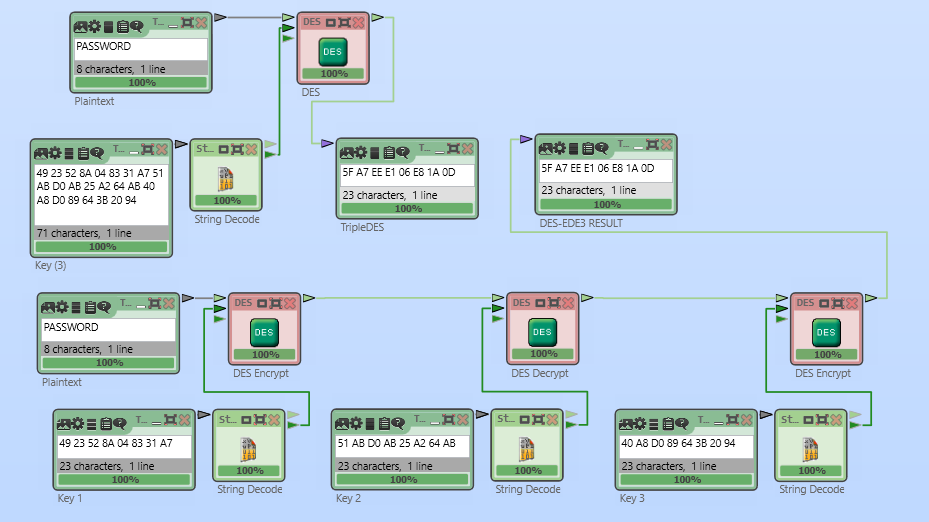 T...
PASSWORD
8 characters,  1 line
100%
Plaintext
DES
DES
100%
DES
T...
49 23 52 8A 04 83 31 A7 51
AB D0 AB 25 A2 64 AB 40
A8 D0 89 64 3B 20 94
71 characters,  1 line
100%
Key (3)
St...
100%
String Decode
T...
5F A7 EE E1 06 E8 1A 0D
23 characters,  1 line
100%
TripleDES
T...
5F A7 EE E1 06 E8 1A 0D
23 characters,  1 line
100%
DES-EDE3 RESULT
T...
PASSWORD
8 characters,  1 line
100%
Plaintext
DES
DES
100%
DES Encrypt
DES
DES
100%
DES Decrypt
DES
DES
100%
DES Encrypt
T...
49 23 52 8A 04 83 31 A7
23 characters,  1 line
100%
Key 1
St...
100%
String Decode
T...
51 AB D0 AB 25 A2 64 AB
23 characters,  1 line
100%
Key 2
St...
100%
String Decode
T...
40 A8 D0 89 64 3B 20 94
23 characters,  1 line
100%
Key 3
St...
100%
String Decode